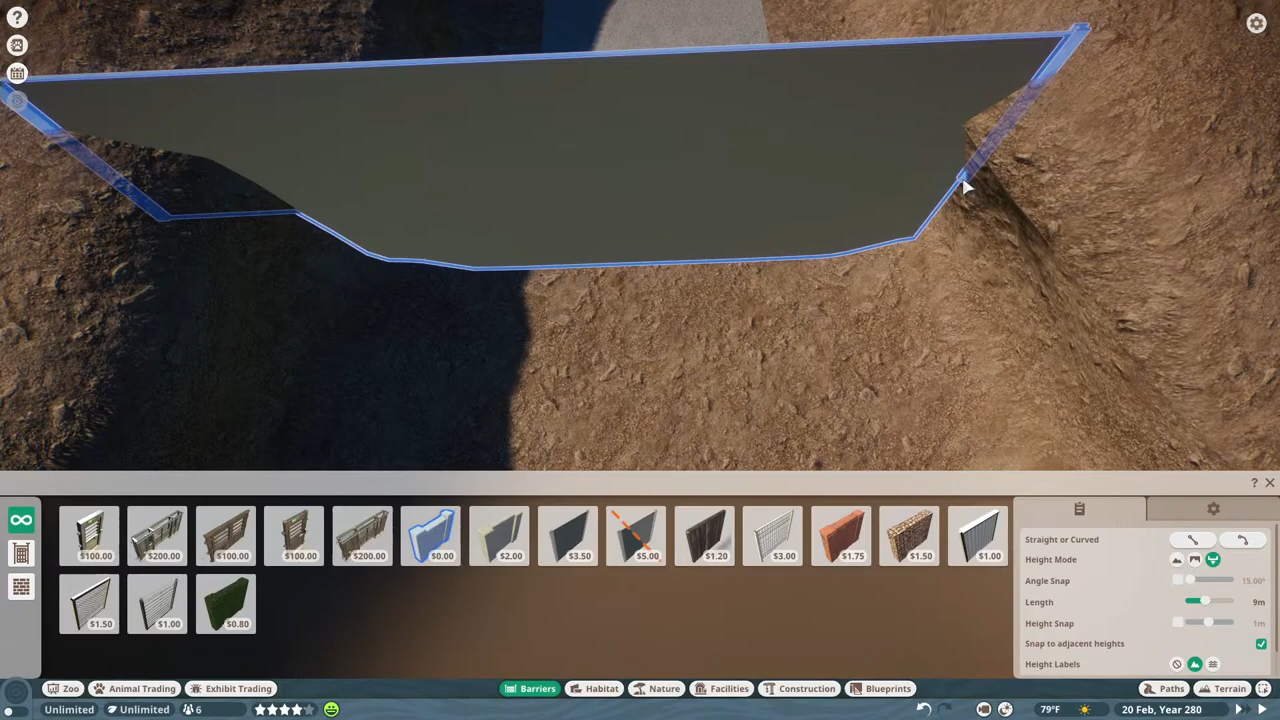 ?
? ×
$100.00 $200.00 $100.00 $100.00 $200.00 $0.00 $2.00 $3.50 $5.00 $1.20 $3.00 $1.75 $1.50 $1.00
$1.50 $1.00 $0.80
Straight or Curved
Height Mode
Angle Snap 15.00°
Length 9m
Height Snap 1m
Snap to adjacent heights
Height Labels
Zoo Animal Trading Exhibit Trading Barriers Habitat Nature Facilities Construction Blueprints Paths Terrain
Unlimited Unlimited 6 79°F 20 Feb, Year 280